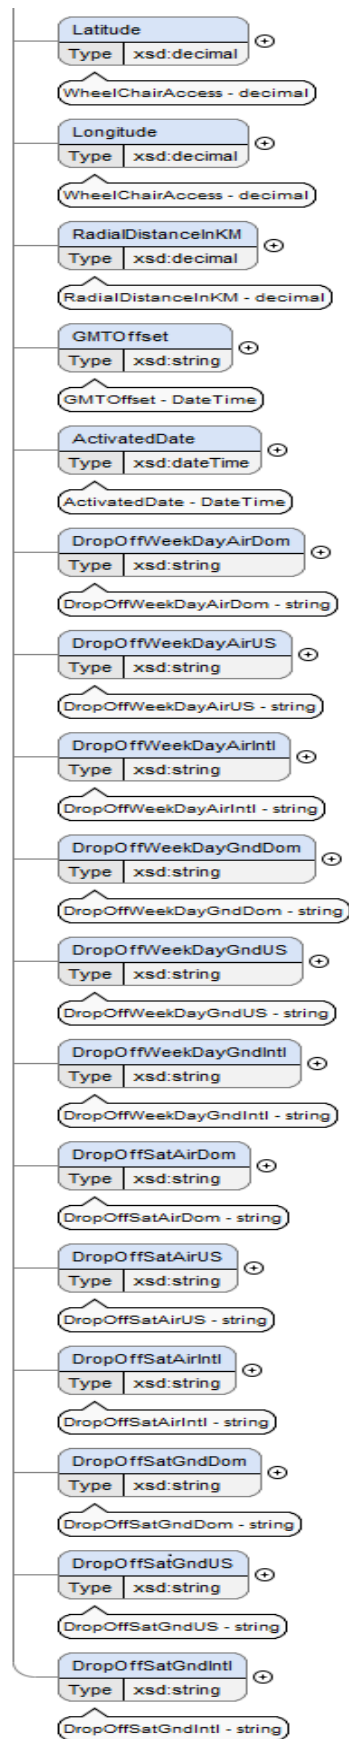 Latitude
Type xsd:decimal
WheelChairAccess - decimal
Longitude
Type xsd:decimal
WheelChairAccess - decimal
RadialDistanceInKM
Type xsd:decimal
RadialDistanceInKM - decimal
GMTOffset
Type xsd:string
GMTOffset - DateTime
ActivatedDate
Type xsd:dateTime
ActivatedDate - DateTime
DropOffWeekDayAirDom
Type xsd:string
DropOffWeekDayAirDom - string
DropOffWeekDayAirUS
Type xsd:string
DropOffWeekDayAirUS - string
DropOffWeekDayAirIntl
Type xsd:string
DropOffWeekDayAirIntl - string
DropOffWeekDayGndDom
Type xsd:string
DropOffWeekDayGndDom - string
DropOffWeekDayGndUS
Type xsd:string
DropOffWeekDayGndUS - string
DropOffWeekDayGndIntl
Type xsd:string
DropOffWeekDayGndIntl - string
DropOffSatAirDom
Type xsd:string
DropOffSatAirDom - string
DropOffSatAirUS
Type xsd:string
DropOffSatAirUS - string
DropOffSatAirIntl
Type xsd:string
DropOffSatAirIntl - string
DropOffSatGndDom
Type xsd:string
DropOffSatGndDom - string
DropOffSatGndUS
Type xsd:string
DropOffSatGndUS - string
DropOffSatGndIntl
Type xsd:string
DropOffSatGndIntl - string